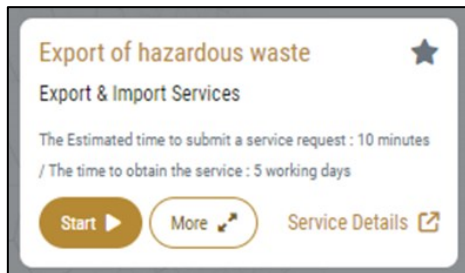 Export of hazardous waste
Export & Import Services
The Estimated time to submit a service request : 10 minutes
/ The time to obtain the service : 5 working days
Start
More
Service Details